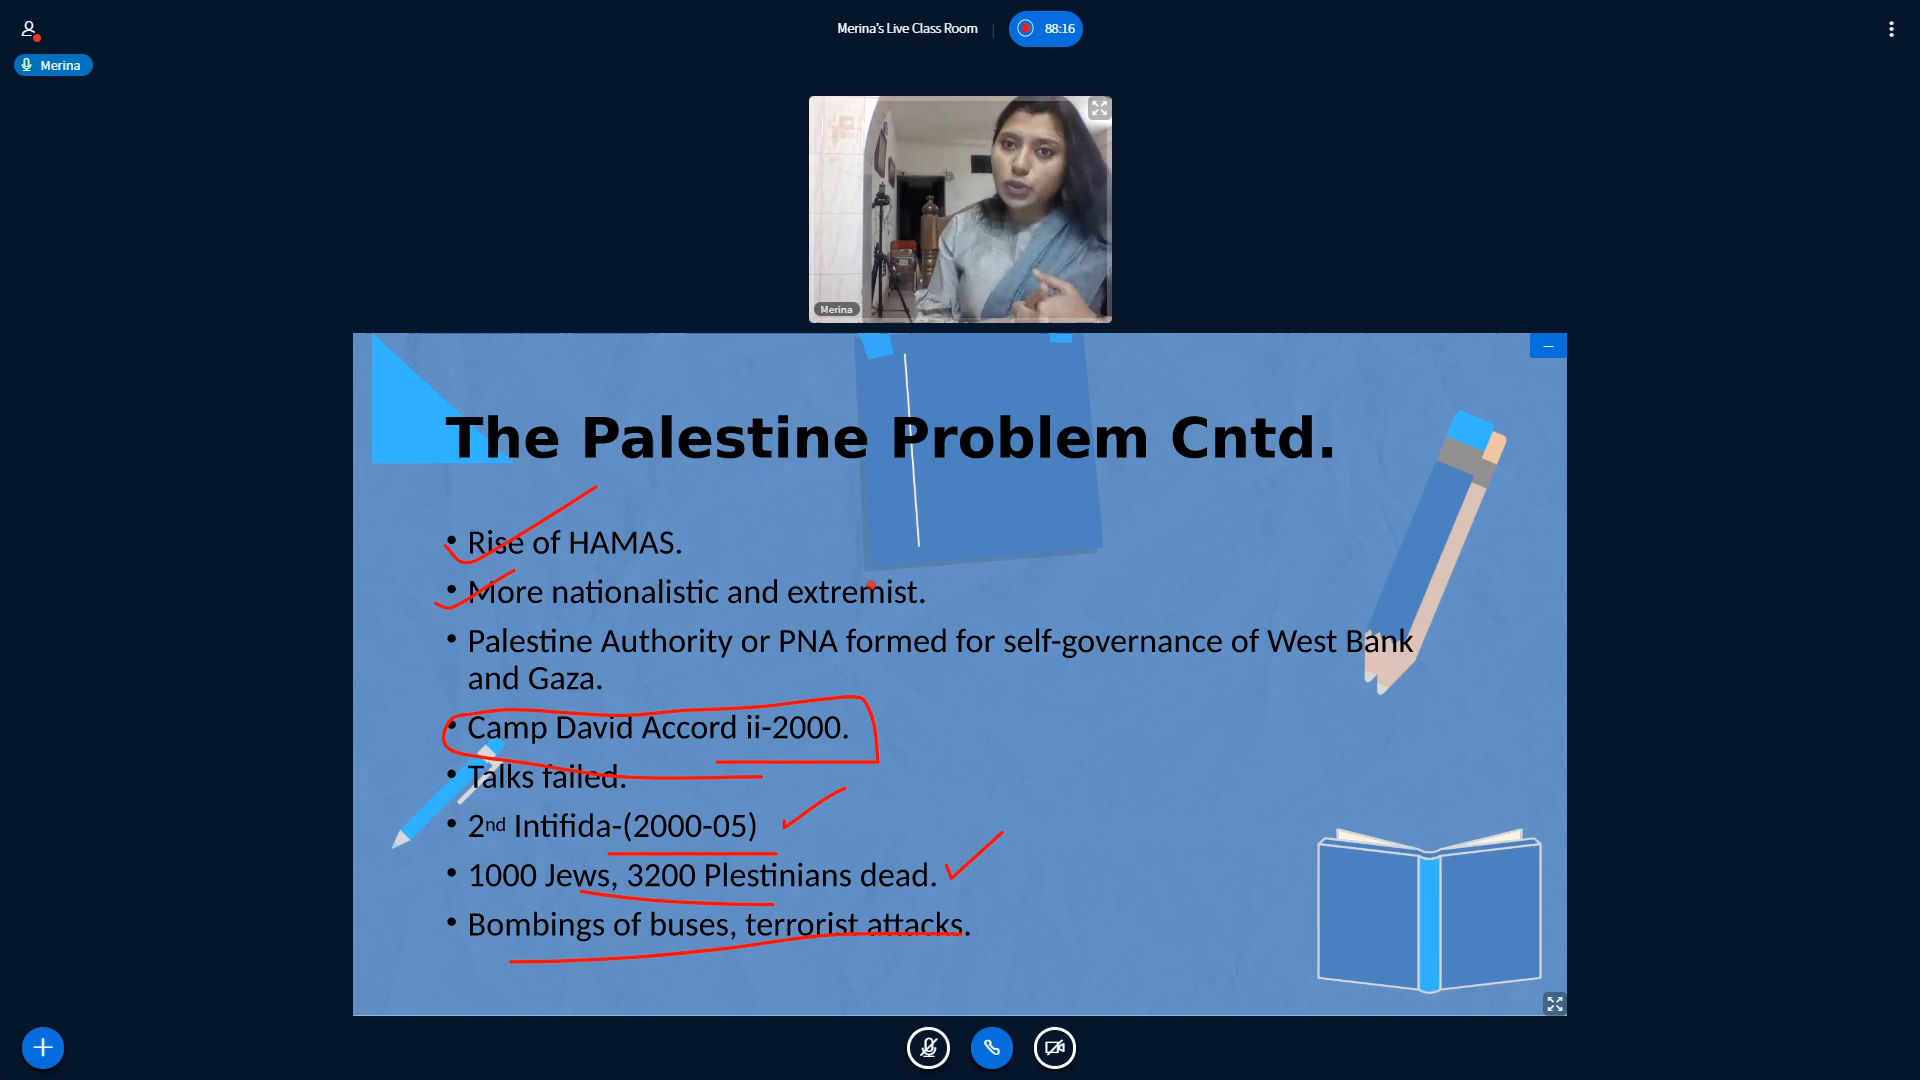 Merina's Live Class Room
88:16
Merina
Merina
The Palestine Problem Cntd.
• Rise of HAMAS.
• More nationalistic and extremist.
• Palestine Authority or PNA formed for self-governance of West Bank
and Gaza.
• Camp David Accord ii-2000.
• Talks failed.
• 2nd Intifida-(2000-05)
• 1000 Jews, 3200 Plestinians dead.
• Bombings of buses, terrorist attacks.